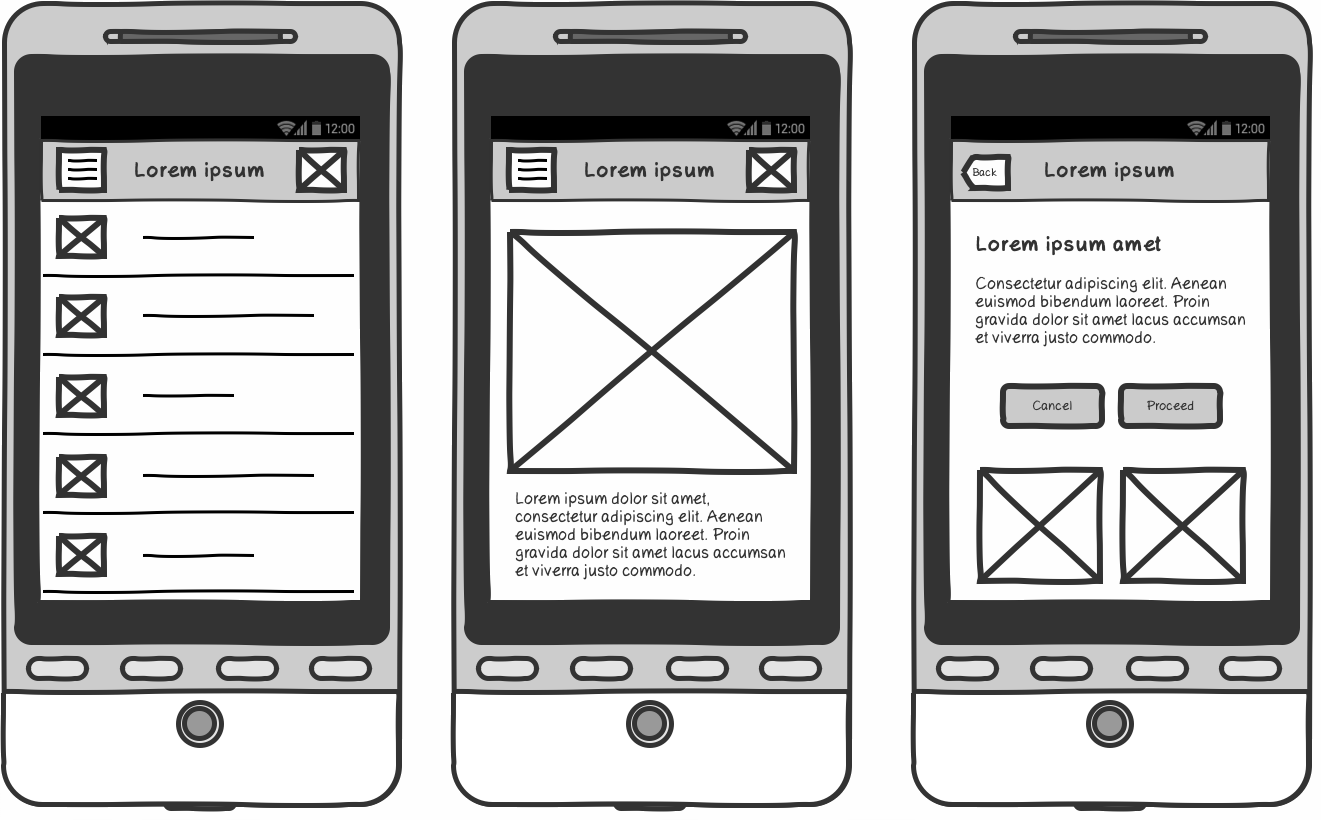 12:00
Lorem ipsum
12:00
Lorem ipsum
Lorem ipsum dolor sit amet,
consectetur adipiscing elit. Aenean
euismod bibendum laoreet. Proin
gravida dolor sit amet lacus accumsan
et viverra justo commodo.
12:00
Back
Lorem ipsum
Lorem ipsum amet
Consectetur adipiscing elit. Aenean
euismod bibendum laoreet. Proin
gravida dolor sit amet lacus accumsan
et viverra justo commodo.
Cancel
Proceed